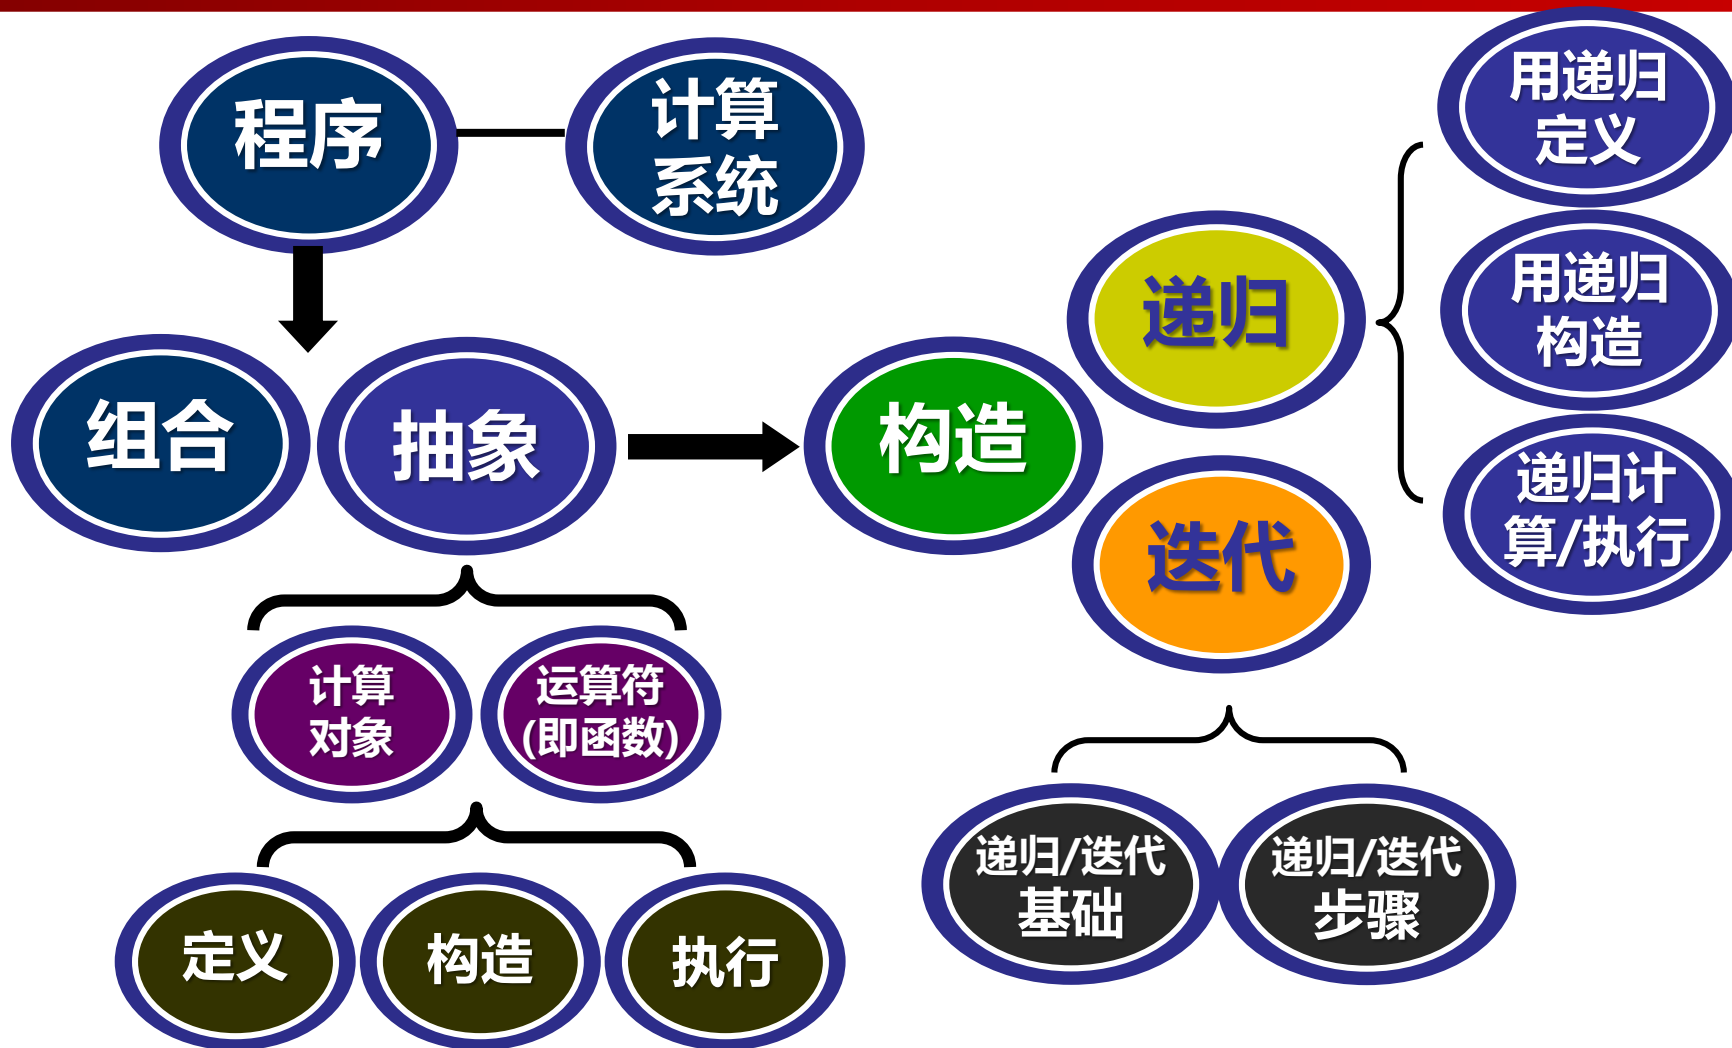 程序
计算
系统
用递归
定义
用递归
构造
递归计
算/执行
递归
迭代
组合
抽象
构造
计算
对象
运算符
(即函数)
定义
构造
执行
递归/迭代
基础
递归/迭代
步骤